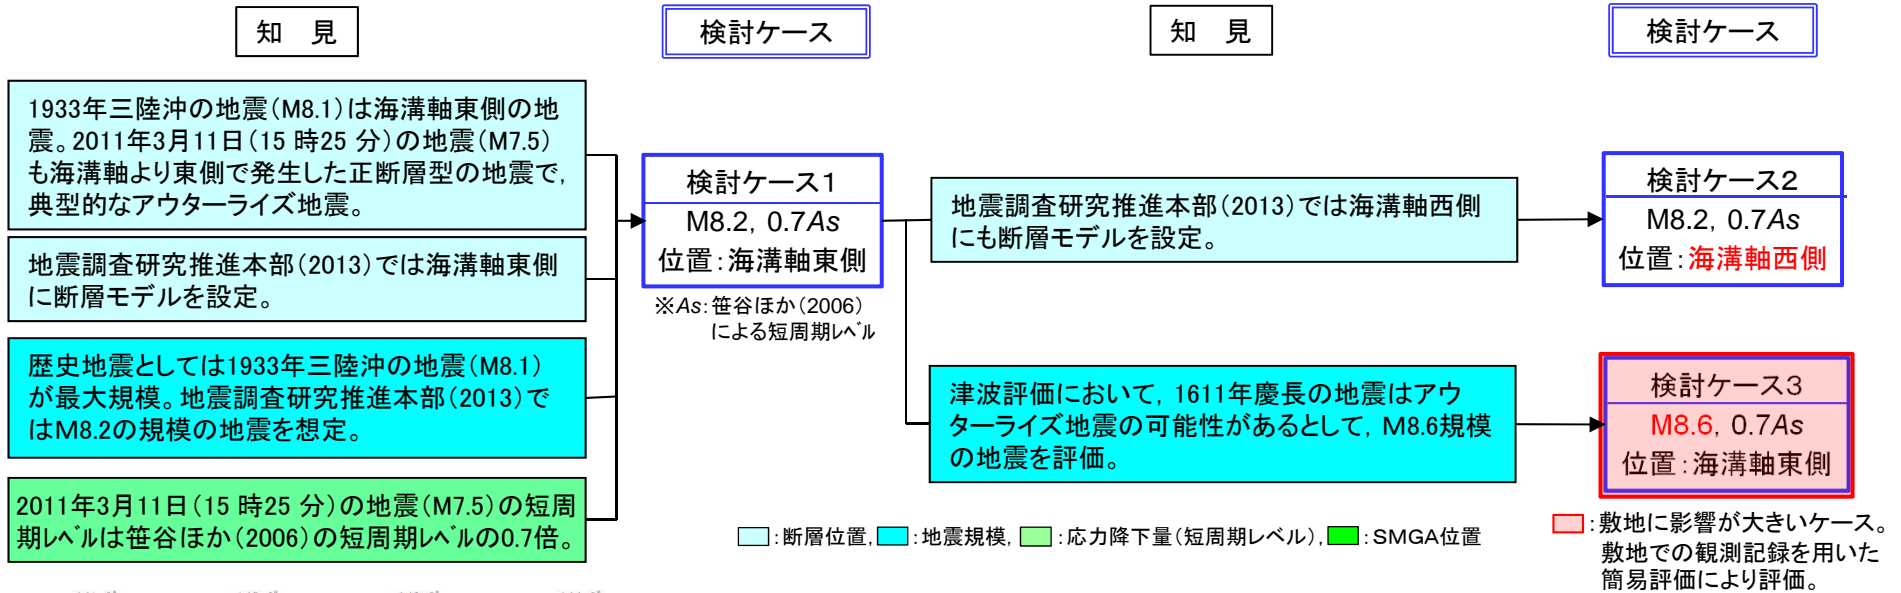 知 見
検討ケース
知 見
検討ケース
1933年三陸沖の地震(M8.1)は海溝軸東側の地
震。2011年3月11日(15 時25 分)の地震(M7.5)
も海溝軸より東側で発生した正断層型の地震で,
典型的なアウターライズ地震。
地震調査研究推進本部(2013)では海溝軸東側
に断層モデルを設定。
歴史地震としては1933年三陸沖の地震(M8.1)
が最大規模。地震調査研究推進本部(2013)で
はM8.2の規模の地震を想定。
2011年3月11日(15 時25 分)の地震(M7.5)の短周
期ﾚﾍﾞﾙは笹谷ほか(2006)の短周期ﾚﾍﾞﾙの0.7倍。
検討ケース1
M8.2, 0.7As
位置:海溝軸東側
※As:笹谷ほか(2006)
による短周期ﾚﾍﾞﾙ
地震調査研究推進本部(2013)では海溝軸西側
にも断層モデルを設定。
津波評価において,1611年慶長の地震はアウ
ターライズ地震の可能性があるとして,M8.6規模
の地震を評価。
検討ケース2
M8.2, 0.7As
位置:海溝軸西側
検討ケース3
M8.6, 0.7As
位置:海溝軸東側
:断層位置, :地震規模, :応力降下量(短周期レベル), :SMGA位置
:敷地に影響が大きいケース。
敷地での観測記録を用いた
簡易評価により評価。